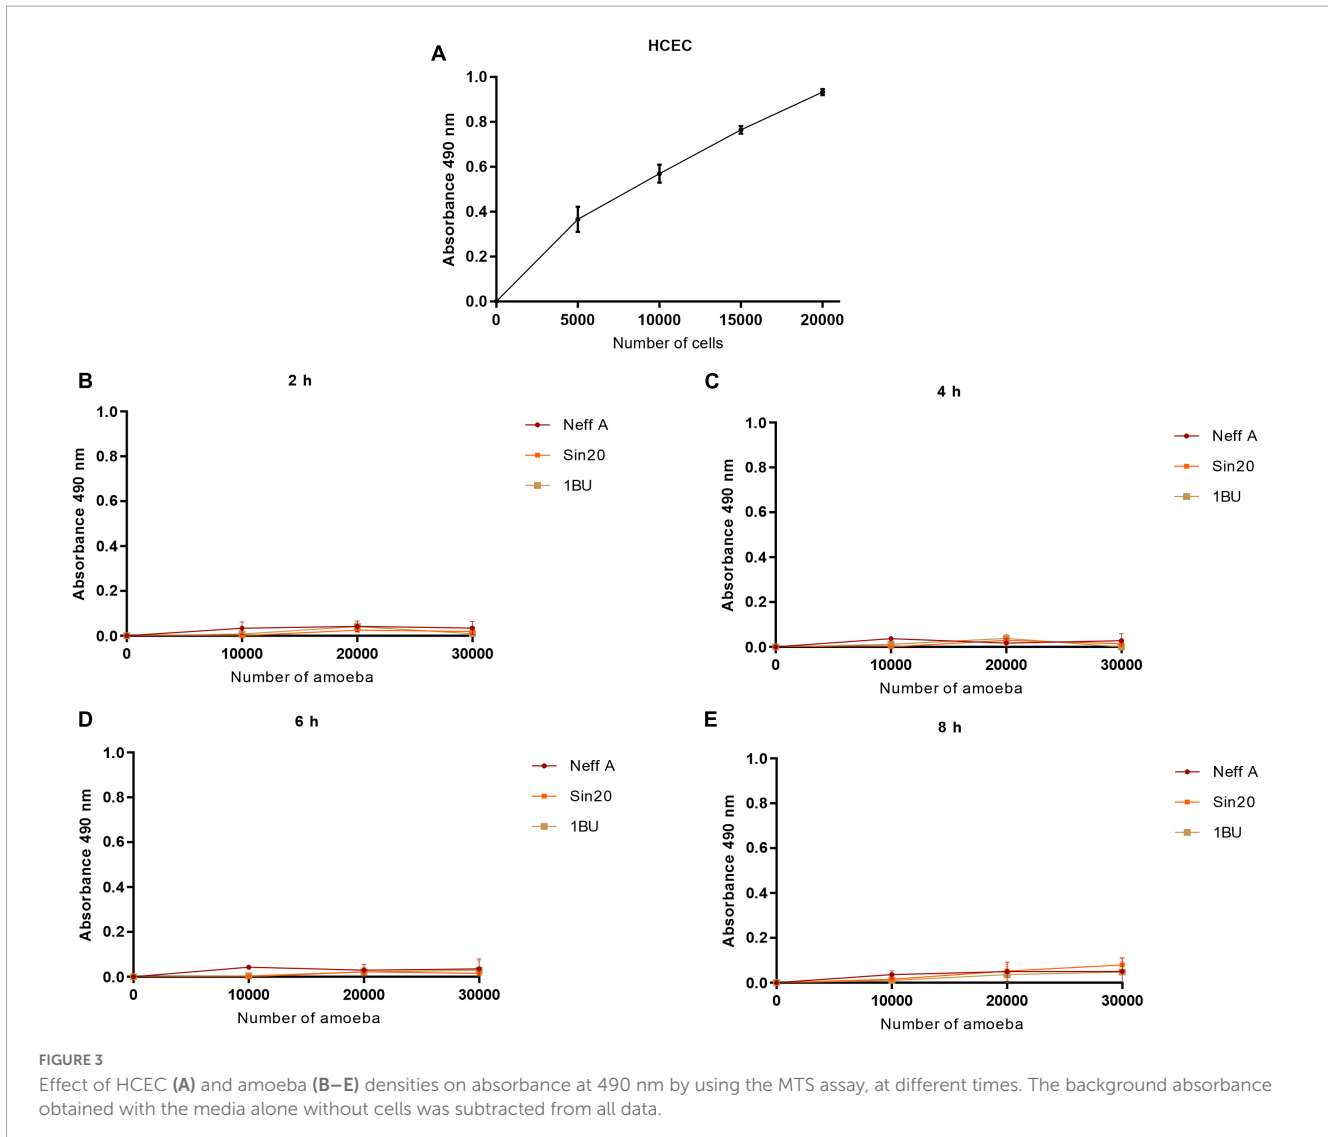 A
HCEC
1.0
0.8
0.6
0.4
0.2
0.0
Absorbance 490 nm
0 5000 10000 15000 20000
Number of cells
B
2 h
1.0
0.8
0.6
0.4
0.2
0.0
Absorbance 490 nm
0 10000 20000 30000
Number of amoeba
Neff A
Sin20
1BU
C
4 h
1.0
0.8
0.6
0.4
0.2
0.0
Absorbance 490 nm
0 10000 20000 30000
Number of amoeba
Neff A
Sin20
1BU
D
6 h
1.0
0.8
0.6
0.4
0.2
0.0
Absorbance 490 nm
0 10000 20000 30000
Number of amoeba
Neff A
Sin20
1BU
E
8 h
1.0
0.8
0.6
0.4
0.2
0.0
Absorbance 490 nm
0 10000 20000 30000
Number of amoeba
Neff A
Sin20
1BU
FIGURE 3
Effect of HCEC (A) and amoeba (B–E) densities on absorbance at 490 nm by using the MTS assay, at different times. The background absorbance
obtained with the media alone without cells was subtracted from all data.